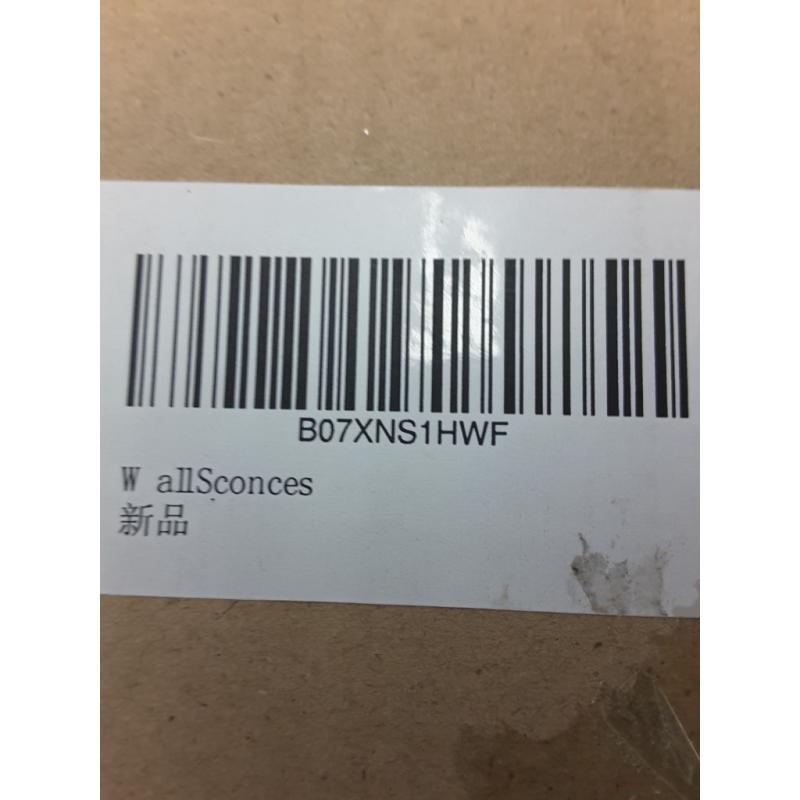 B07XNS1HWF
W allSconces
新品